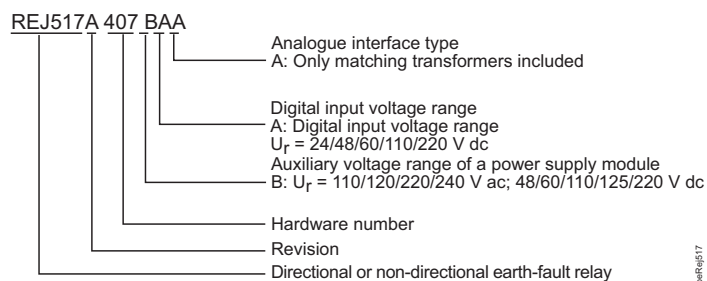 REJ517A 407 BAA
Analogue interface type
A: Only matching transformers included
Digital input voltage range
A: Digital input voltage range
Ur = 24/48/60/110/220 V dc
Auxiliary voltage range of a power supply module
B: Ur = 110/120/220/240 V ac; 48/60/110/125/220 V dc
Hardware number
Revision
Directional or non-directional earth-fault relay